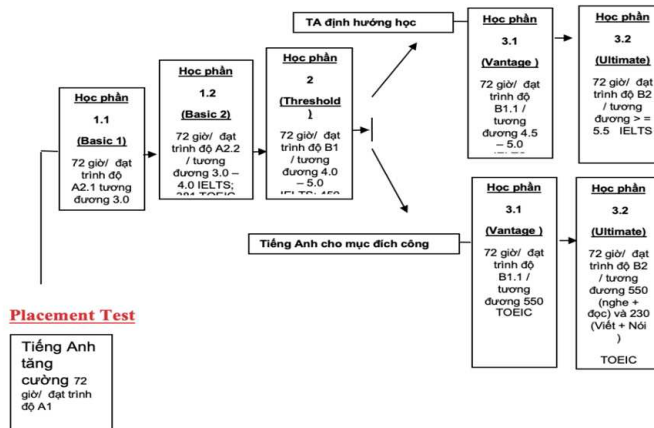 TA định hướng học
Học phần
3.1
(Vantage)
72 giờ/ đạt
trình độ
B1.1 /
tương
đương 4.5
– 5.0
Học phần
3.2
(Ultimate)
72 giờ/ đạt
trình độ B2
/ tương
đương > =
5.5 IELTS
Học phần
2
(Threshold
)
72 giờ/ đạt
trình độ B1
/ tương
đương 4.0
– 5.0
Học phần
1.2
(Basic 2)
72 giờ/ đạt
trình độ A2.2
/ tương
đương 3.0 –
4.0 IELTS;
381 TOEIC
Học phần
1.1
(Basic 1)
72 giờ/ đạt
trình độ
A2.1 tương
đương 3.0
Tiếng Anh cho mục đích công
Học phần
3.1
(Vantage )
72 giờ/ đạt
trình độ
B1.1 /
tương
đương 550
TOEIC
Học phần
3.2
(Ultimate)
72 giờ/ đạt
trình độ B2
/ tương
đương 550
(nghe +
đọc) và 230
(Viết + Nói
)
TOEIC
Placement Test
Tiếng Anh
tăng
cường 72
giờ/ đạt trình
độ A1